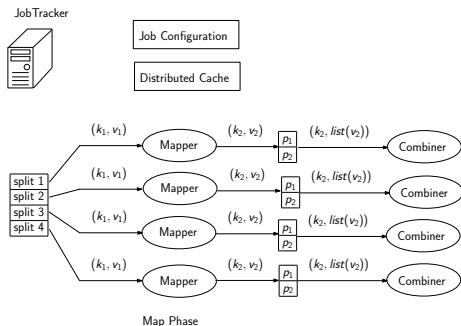 JobTracker
Job Configuration
Distributed Cache
(k₁, v₁) (k₂, v₂) (k₂, list(v₂))
Mapper p₁ p₂ Combiner
(k₁, v₁) (k₂, v₂) (k₂, list(v₂))
Mapper p₁ p₂ Combiner
split 1
split 2
split 3
split 4
(k₁, v₁) (k₂, v₂) (k₂, list(v₂))
Mapper p₁ p₂ Combiner
(k₁, v₁) (k₂, v₂) (k₂, list(v₂))
Mapper p₁ p₂ Combiner
Map Phase